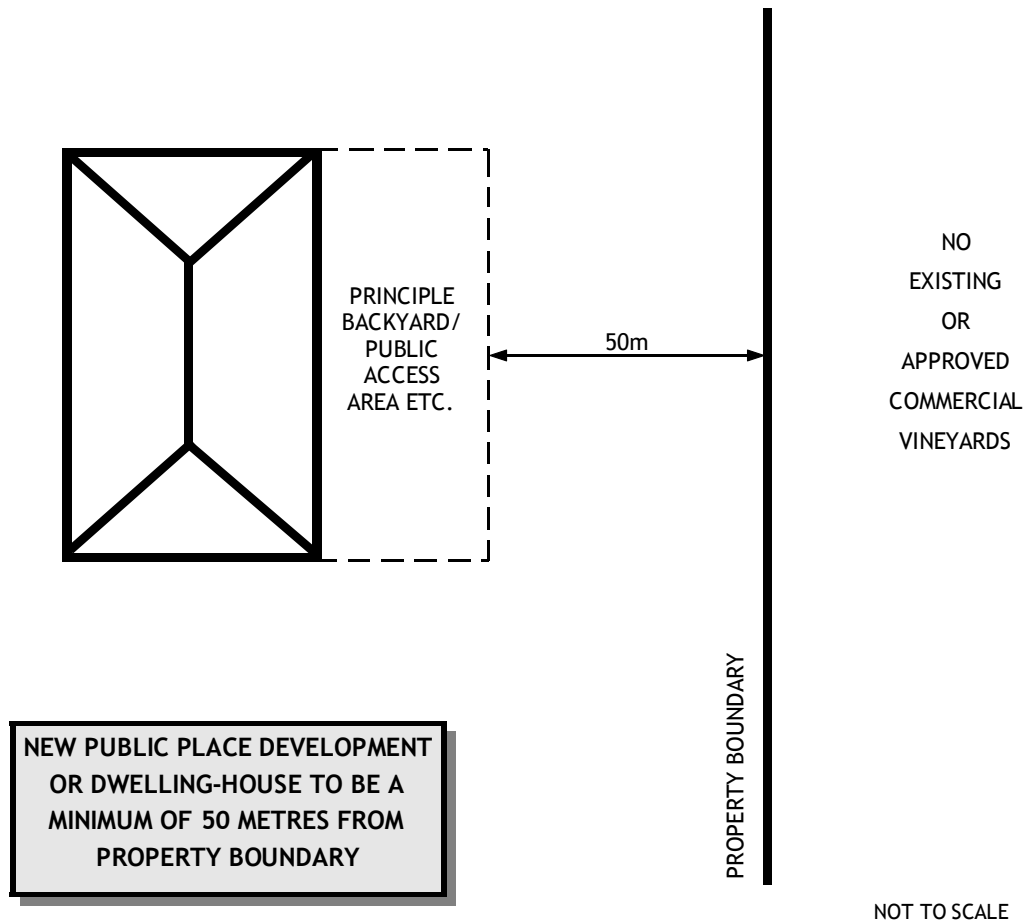 PRINCIPLE
BACKYARD/
PUBLIC
ACCESS
AREA ETC.
50m
NO
EXISTING
OR
APPROVED
COMMERCIAL
VINEYARDS
PROPERTY BOUNDARY
NEW PUBLIC PLACE DEVELOPMENT
OR DWELLING-HOUSE TO BE A
MINIMUM OF 50 METRES FROM
PROPERTY BOUNDARY
NOT TO SCALE